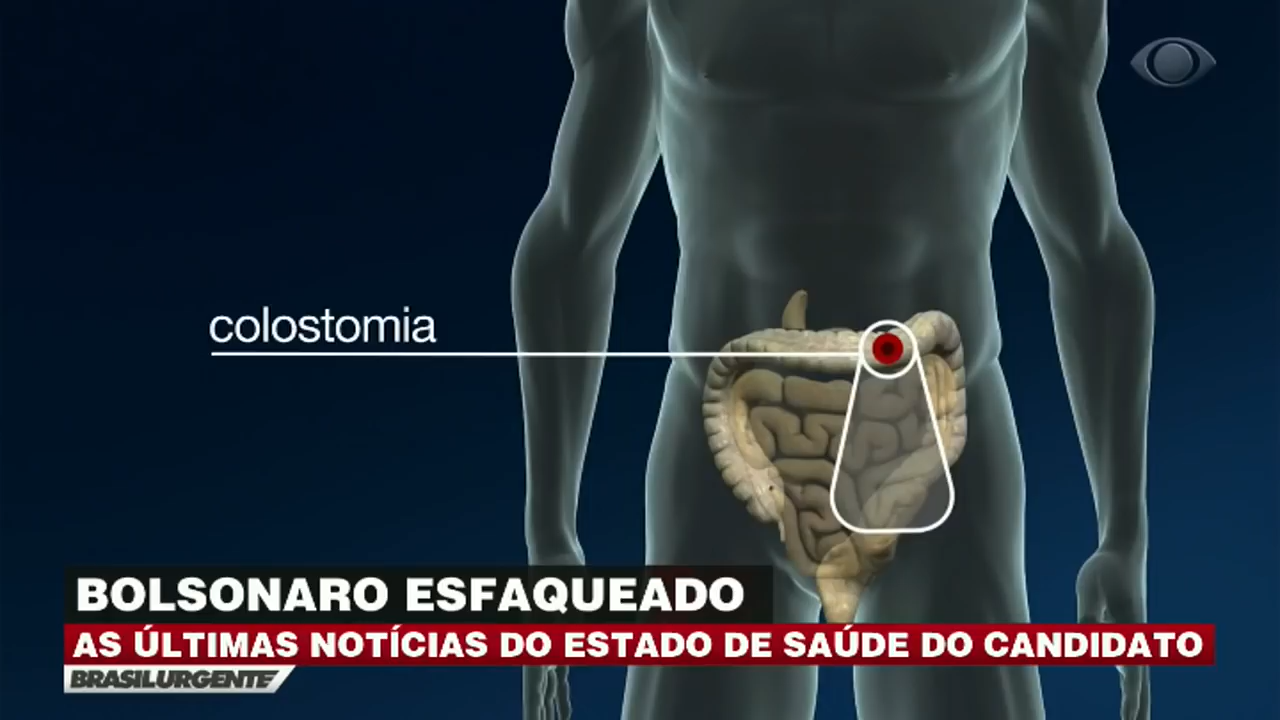 colostomia
BOLSONARO ESFAQUEADO
AS ÚLTIMAS NOTÍCIAS DO ESTADO DE SAÚDE DO CANDIDATO
BRASILURGENTE